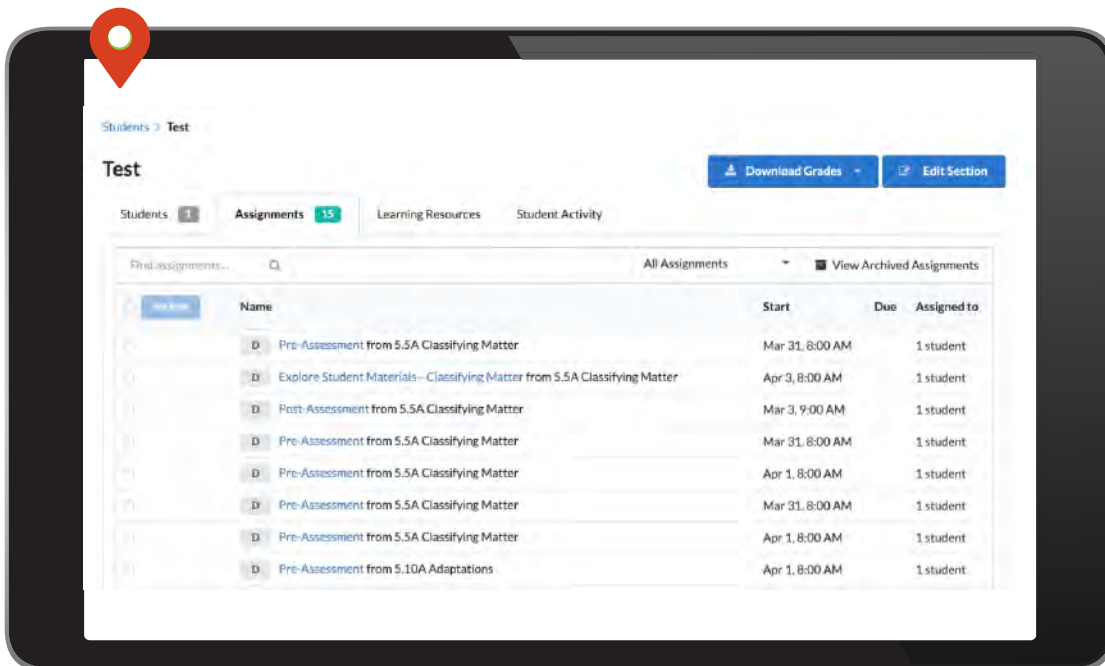 Students > Test
Test
Download Grades
Edit Section
Students 1
Assignments 15
Learning Resources
Student Activity
Find assignments...
All Assignments
View Archived Assignments
Name Start Due Assigned to
D Pre-Assessment from 5.5A Classifying Matter Mar 31, 8:00 AM 1 student
D Explore Student Materials - Classifying Matter from 5.5A Classifying Matter Apr 3, 8:00 AM 1 student
D Post-Assessment from 5.5A Classifying Matter Mar 3, 9:00 AM 1 student
D Pre-Assessment from 5.5A Classifying Matter Mar 31, 8:00 AM 1 student
D Pre-Assessment from 5.5A Classifying Matter Apr 1, 8:00 AM 1 student
D Pre-Assessment from 5.5A Classifying Matter Mar 31, 8:00 AM 1 student
D Pre-Assessment from 5.5A Classifying Matter Apr 1, 8:00 AM 1 student
D Pre-Assessment from 5.10A Adaptations Apr 1, 8:00 AM 1 student